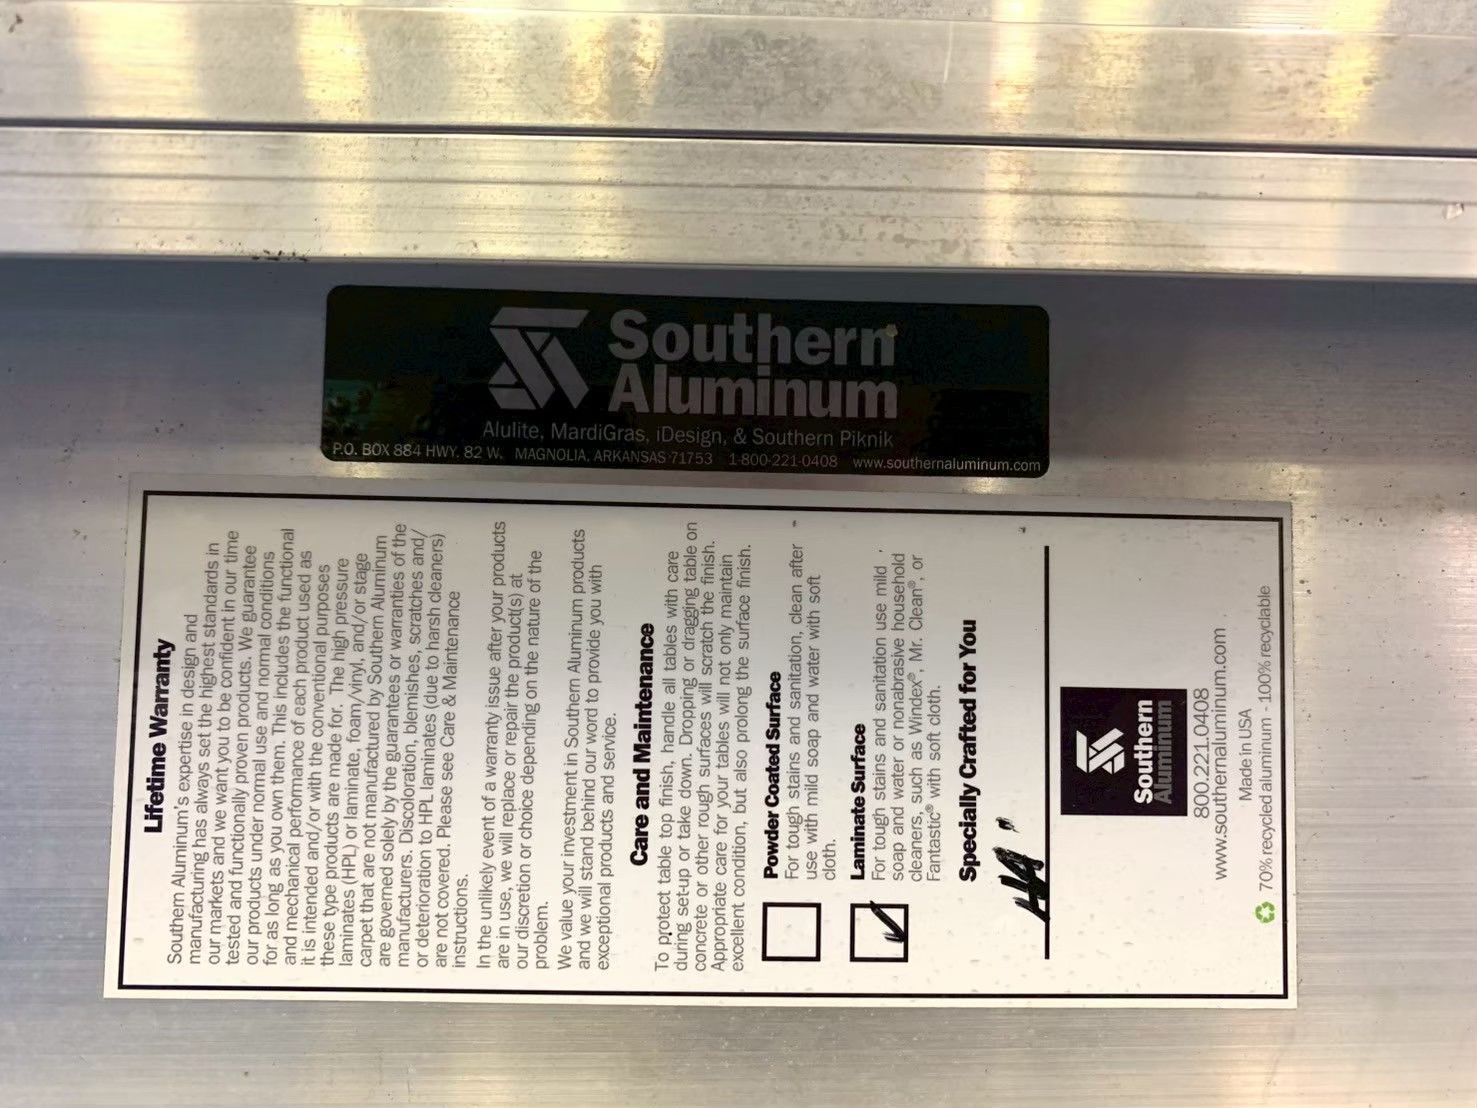 Southern
Aluminum
Alulite, MardiGras, iDesign, & Southern Piknik
P.O. BOX 884 HWY. 82 W. MAGNOLIA, ARKANSAS 71753 1-800-221-0408 www.southernaluminum.com
Lifetime Warranty
Southern Aluminum's expertise in design and
manufacturing has always set the highest standards in
our markets and we want you to be confident in our time
tested and functionally proven products. We guarantee
our products under normal use and normal conditions
for as long as you own them. This includes the functional
and mechanical performance of each product used as
it is intended and/or with the conventional purposes
these type products are made for. The high pressure
laminates (HPL) or laminate, foam/vinyl, and/or stage
carpet that are not manufactured by Southern Aluminum
are governed solely by the guarantees or warranties of the
manufacturers. Discoloration, blemishes, scratches and/
or deterioration to HPL laminates (due to harsh cleaners)
are not covered. Please see Care & Maintenance
instructions.
In the unlikely event of a warranty issue after your products
are in use, we will replace or repair the product(s) at
our discretion or choice depending on the nature of the
problem.
We value your investment in Southern Aluminum products
and we will stand behind our word to provide you with
exceptional products and service.
Care and Maintenance
To protect table top finish, handle all tables with care
during set-up or take down. Dropping or dragging table on
concrete or other rough surfaces will scratch the finish.
Appropriate care for your tables will not only maintain
excellent condition, but also prolong the surface finish.
Powder Coated Surface
For tough stains and sanitation, clean after
use with mild soap and water with soft
cloth.
Laminate Surface
For tough stains and sanitation use mild
soap and water or nonabrasive household
cleaners, such as Windex®, Mr. Clean®, or
Fantastic® with soft cloth.
Specially Crafted for You
Southern
Aluminum
800.221.0408
www.southernaluminum.com
Made in USA
70% recycled aluminum - 100% recyclable